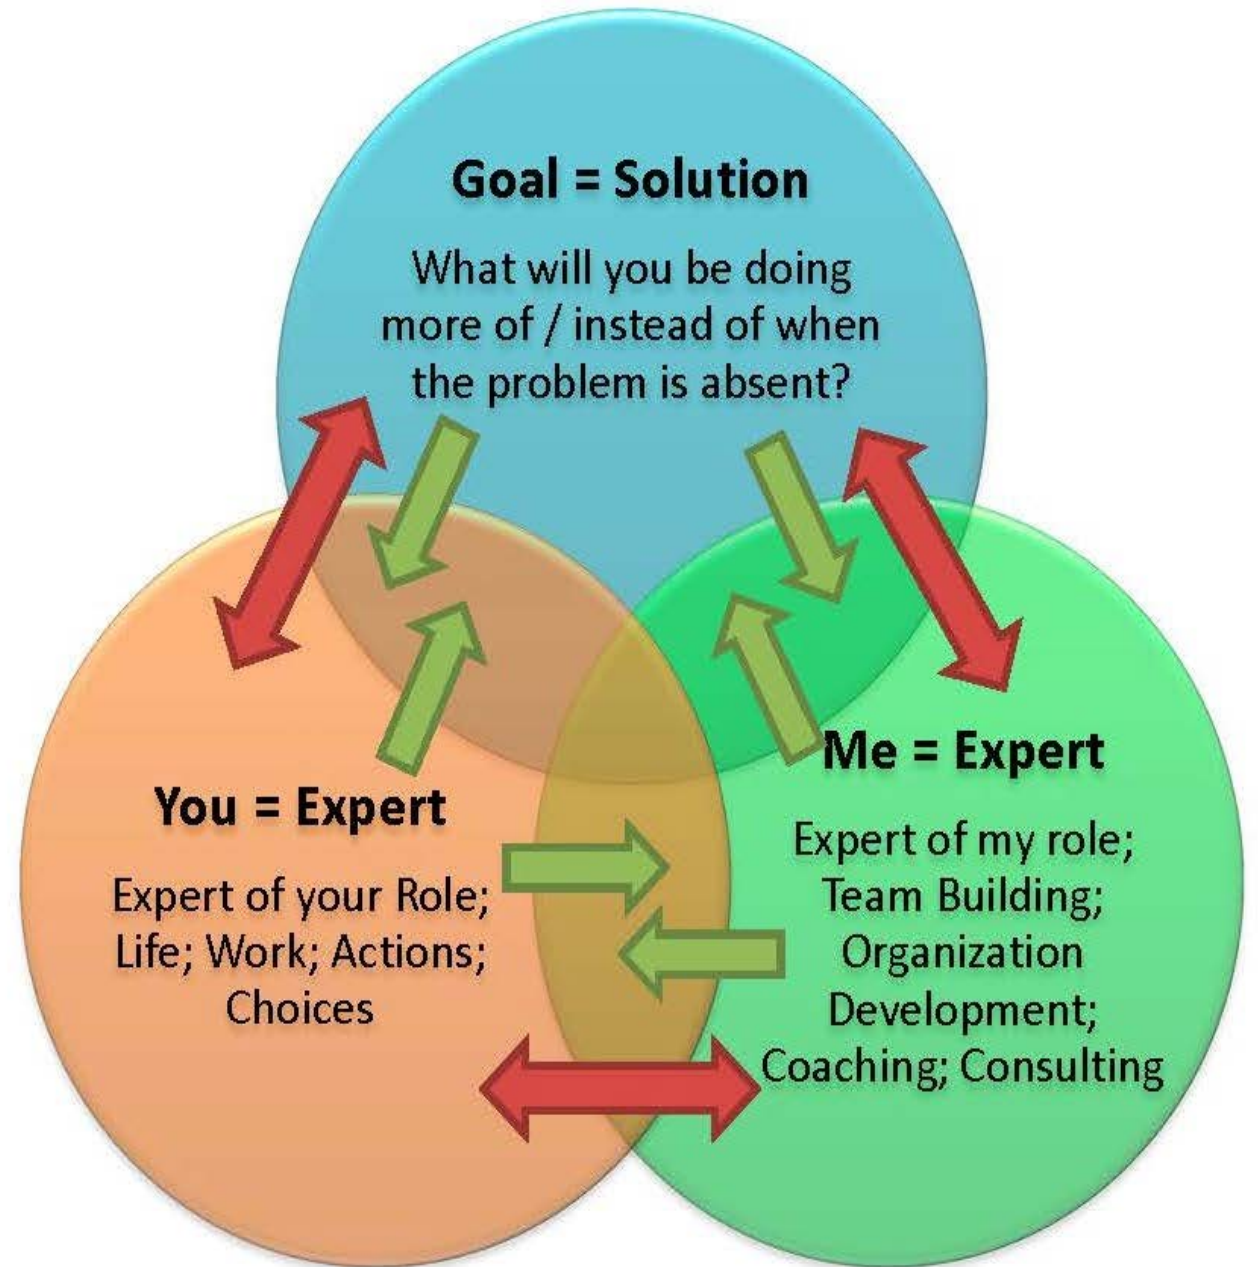 Goal = Solution
What will you be doing
more of / instead of when
the problem is absent?
You = Expert
Expert of your Role;
Life; Work; Actions;
Choices
Me = Expert
Expert of my role;
Team Building;
Organization
Development;
Coaching; Consulting